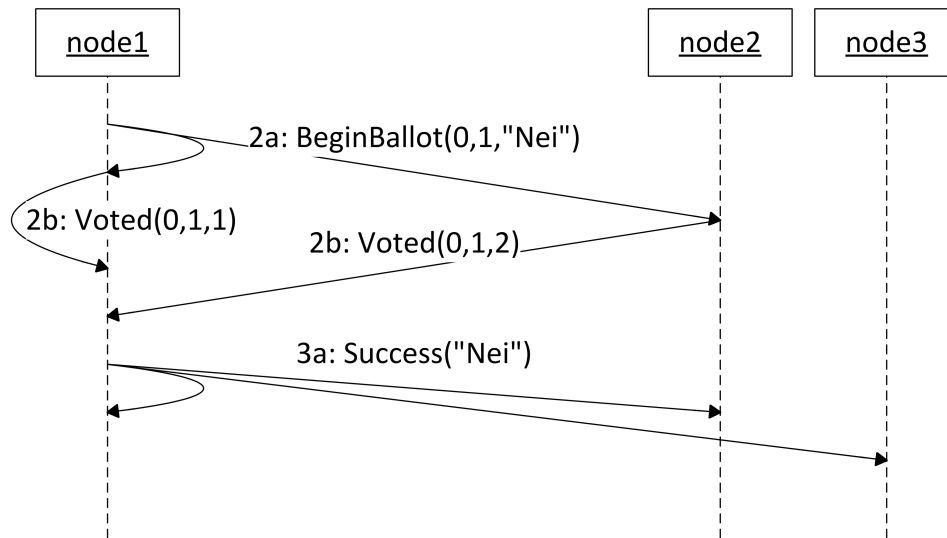 node1
node2
node3
2a: BeginBallot(0,1,"Nei")
2b: Voted(0,1,1)
2b: Voted(0,1,2)
3a: Success("Nei")